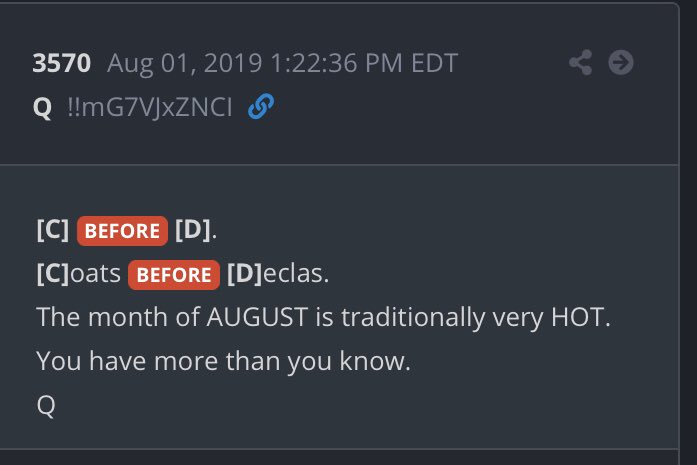 3570 Aug 01, 2019 1:22:36 PM EDT
Q !!mG7VJxZNCI
[C] BEFORE [D].
[C]oats BEFORE [D]eclas.
The month of AUGUST is traditionally very HOT.
You have more than you know.
Q